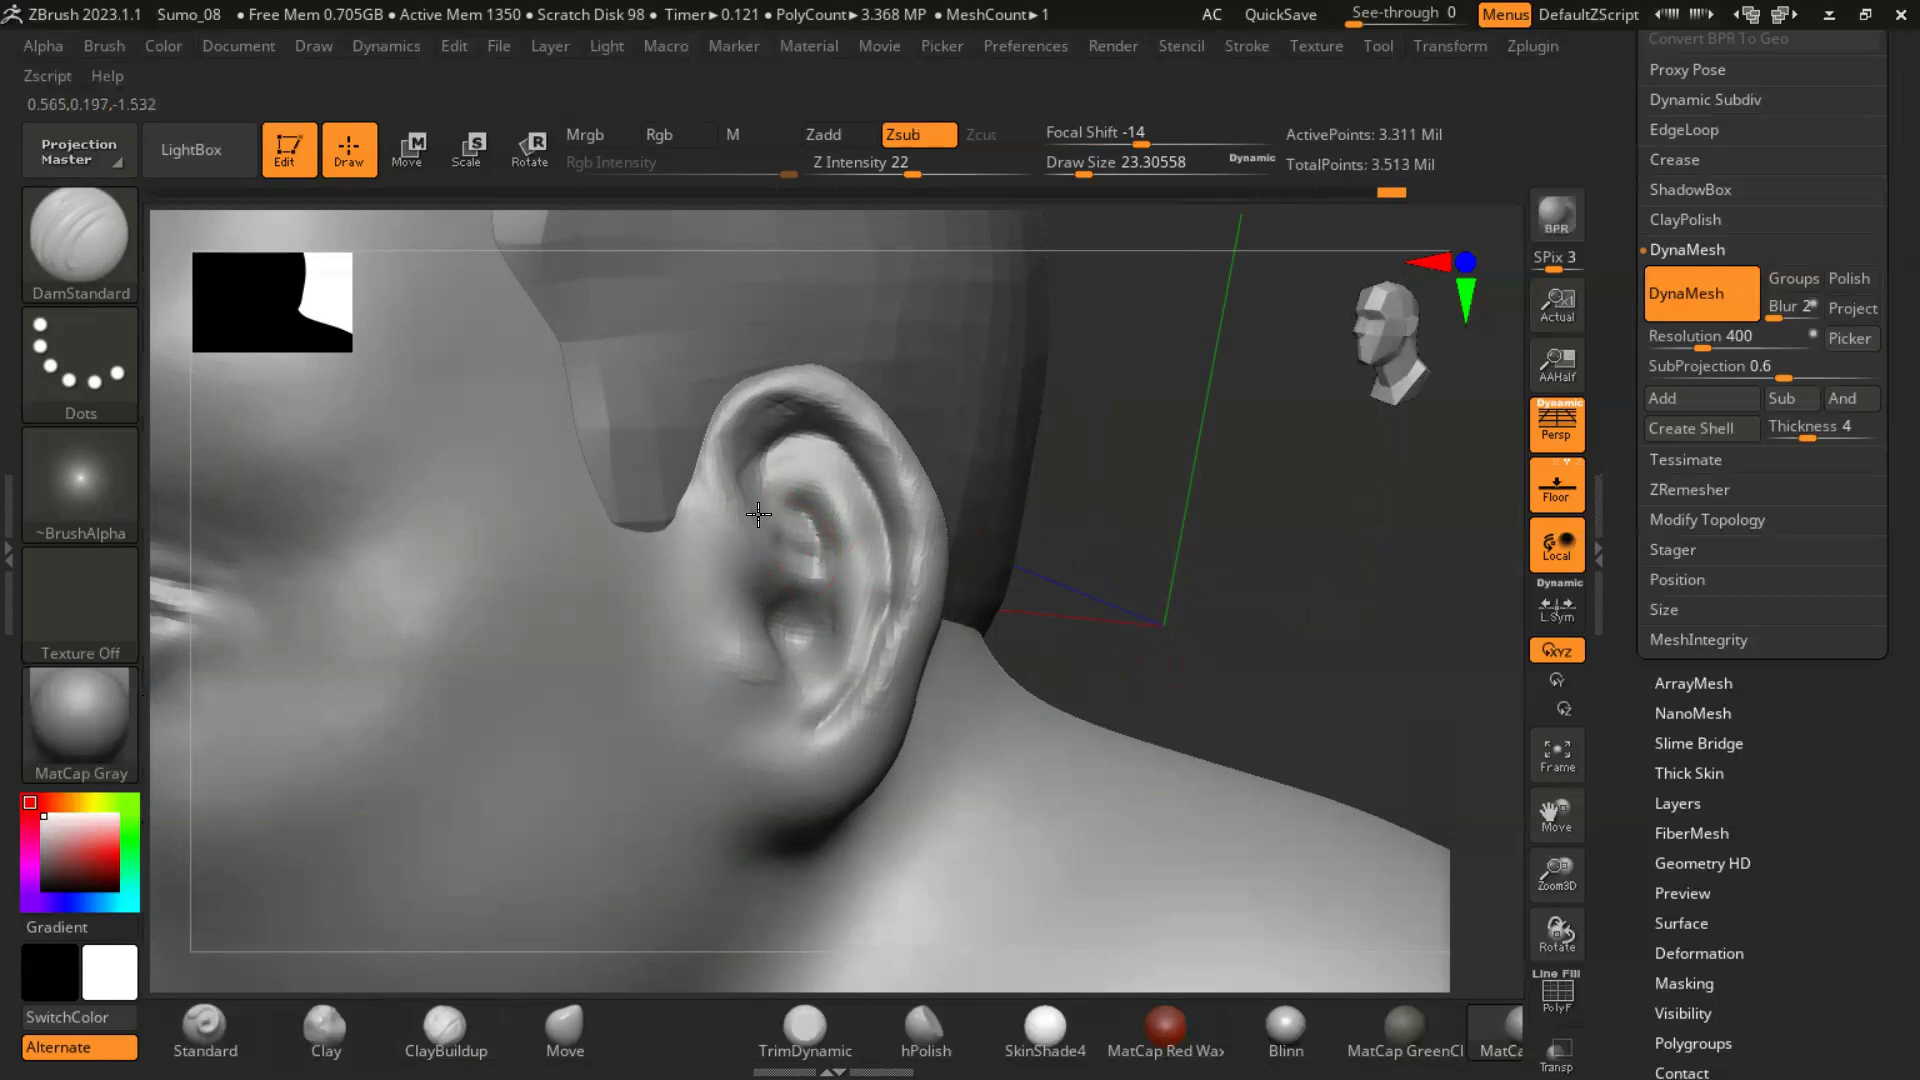 ZBrush 2023.1.1 Sumo_08 • Free Mem 0.705GB • Active Mem 1350 • Scratch Disk 98 • Timer►0.121 • PolyCount►3.368 MP • MeshCount►1 AC QuickSave See-through 0 Menus DefaultZScript
Alpha Brush Color Document Draw Dynamics Edit File Layer Light Macro Marker Material Movie Picker Preferences Render Stencil Stroke Texture Tool Transform Zplugin
Zscript Help
0.565,0.197,-1.532
Projection Master
LightBox
Edit
Draw
Move
Scale
Rotate
Mrgb Rgb M
Rgb Intensity
Zadd Zsub Zcut
Z Intensity 22
Focal Shift -14
Draw Size 23.30558
Dynamic
ActivePoints: 3.311 Mil
TotalPoints: 3.513 Mil
DamStandard
Dots
~BrushAlpha
Texture Off
MatCap Gray
Gradient
SwitchColor
Alternate
Standard
Clay
ClayBuildup
Move
TrimDynamic
hPolish
SkinShade4
MatCap Red Wax
Blinn
MatCap GreenCl
MatCa
BPR
SPix 3
Actual
AAHalf
Dynamic
Persp
Floor
Local
Dynamic
L.Sym
XYZ
Y
Z
Frame
Move
Zoom3D
Rotate
Line Fill
PolyF
Transp
Convert BPR To Geo
Proxy Pose
Dynamic Subdiv
EdgeLoop
Crease
ShadowBox
ClayPolish
DynaMesh
DynaMesh
Groups Polish
Blur 2 Project
Resolution 400 Picker
SubProjection 0.6
Add Sub And
Create Shell Thickness 4
Tessimate
ZRemesher
Modify Topology
Stager
Position
Size
MeshIntegrity
ArrayMesh
NanoMesh
Slime Bridge
Thick Skin
Layers
FiberMesh
Geometry HD
Preview
Surface
Deformation
Masking
Visibility
Polygroups
Contact